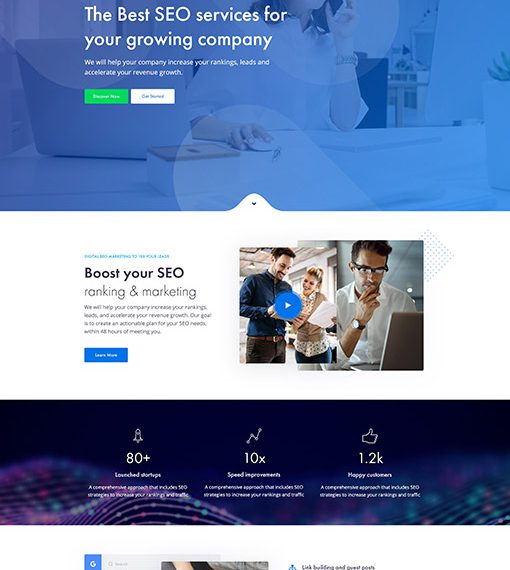 The Best SEO services for
your growing company
We will help your company increase your rankings, leads and
accelerate your revenue growth.
Discover Now
Get Started
DIGITAL SEO MARKETING TO 10X YOUR LEADS
Boost your SEO
ranking & marketing
We will help your company increase your rankings,
leads, and accelerate your revenue growth. Our goal
is to create an actionable plan for your SEO needs,
within 48 hours of meeting you.
Learn More
80+
Launched startups
A comprehensive approach that includes SEO
strategies to increase your rankings and traffic
10x
Speed improvements
A comprehensive approach that includes SEO
strategies to increase your rankings and traffic
1.2k
Happy customers
A comprehensive approach that includes SEO
strategies to increase your rankings and traffic
G
Search
Link building and guest posts